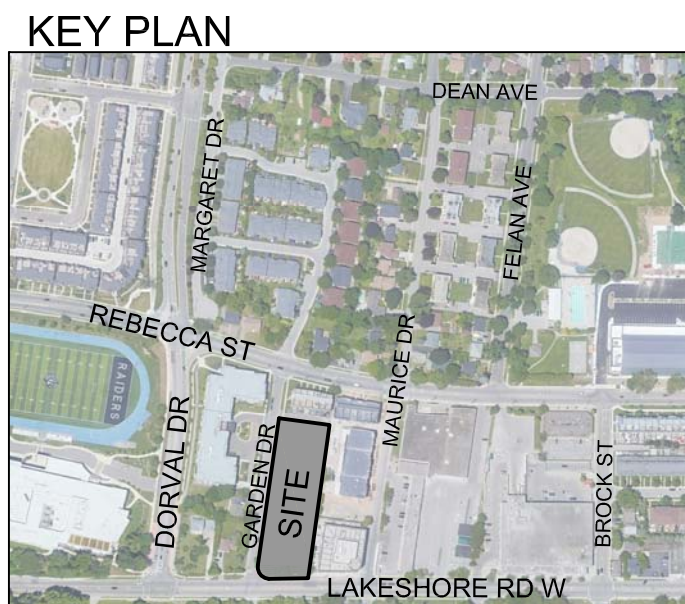 KEY PLAN
DEAN AVE
MARGARET DR
FELAN AVE
REBECCA ST
MAURICE DR
RAIDERS
DORVAL DR
GARDEN DR
SITE
BROCK ST
LAKESHORE RD W